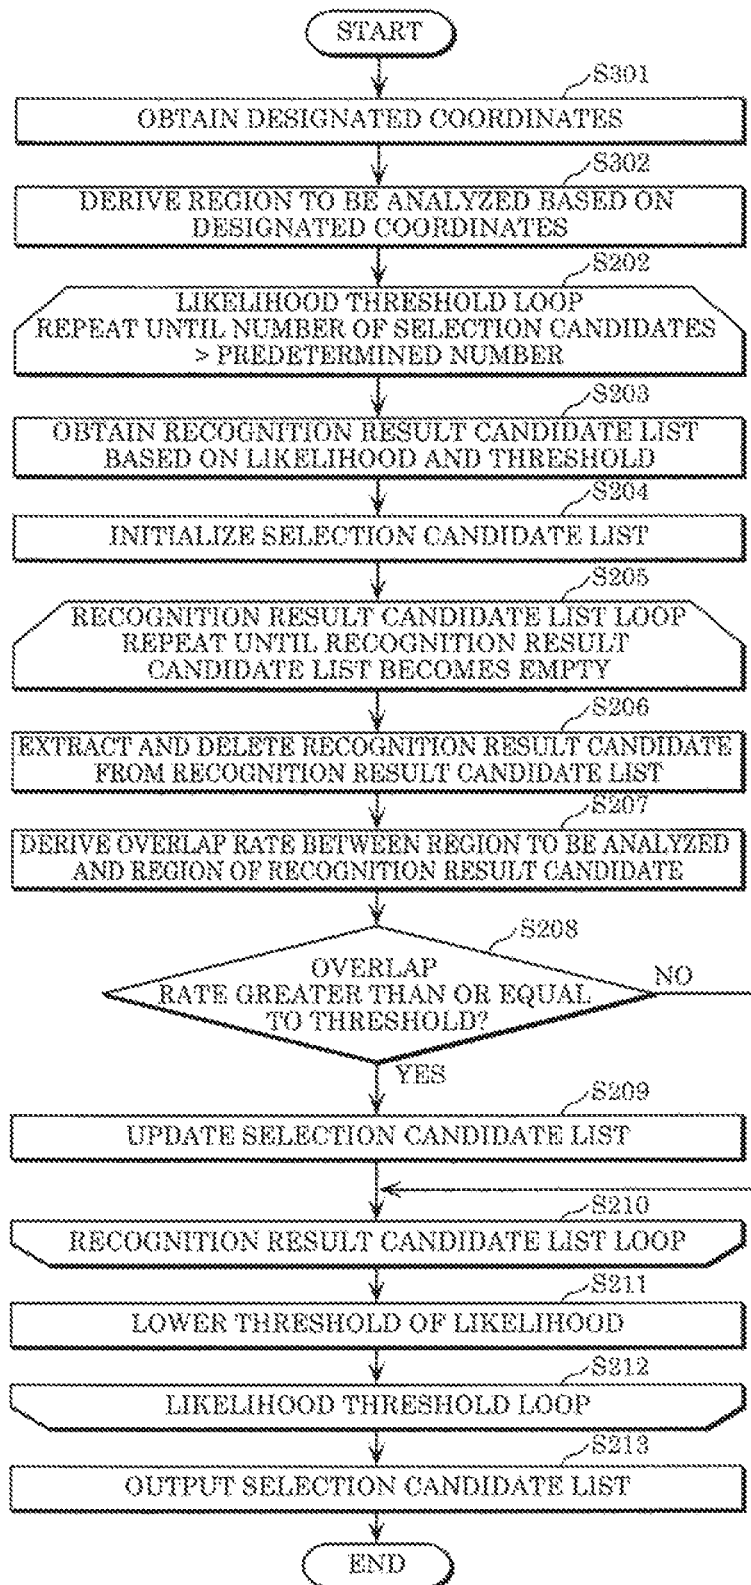 START
S301
OBTAIN DESIGNATED COORDINATES
S302
DERIVE REGION TO BE ANALYZED BASED ON
DESIGNATED COORDINATES
S202
LIKELIHOOD THRESHOLD LOOP
REPEAT UNTIL NUMBER OF SELECTION CANDIDATES
> PREDETERMINED NUMBER
S203
OBTAIN RECOGNITION RESULT CANDIDATE LIST
BASED ON LIKELIHOOD AND THRESHOLD
S204
INITIALIZE SELECTION CANDIDATE LIST
S205
RECOGNITION RESULT CANDIDATE LIST LOOP
REPEAT UNTIL RECOGNITION RESULT
CANDIDATE LIST BECOMES EMPTY
S206
EXTRACT AND DELETE RECOGNITION RESULT CANDIDATE
FROM RECOGNITION RESULT CANDIDATE LIST
S207
DERIVE OVERLAP RATE BETWEEN REGION TO BE ANALYZED
AND REGION OF RECOGNITION RESULT CANDIDATE
S208
OVERLAP
RATE GREATER THAN OR EQUAL
TO THRESHOLD?
NO
YES
S209
UPDATE SELECTION CANDIDATE LIST
S210
RECOGNITION RESULT CANDIDATE LIST LOOP
S211
LOWER THRESHOLD OF LIKELIHOOD
S212
LIKELIHOOD THRESHOLD LOOP
S213
OUTPUT SELECTION CANDIDATE LIST
END